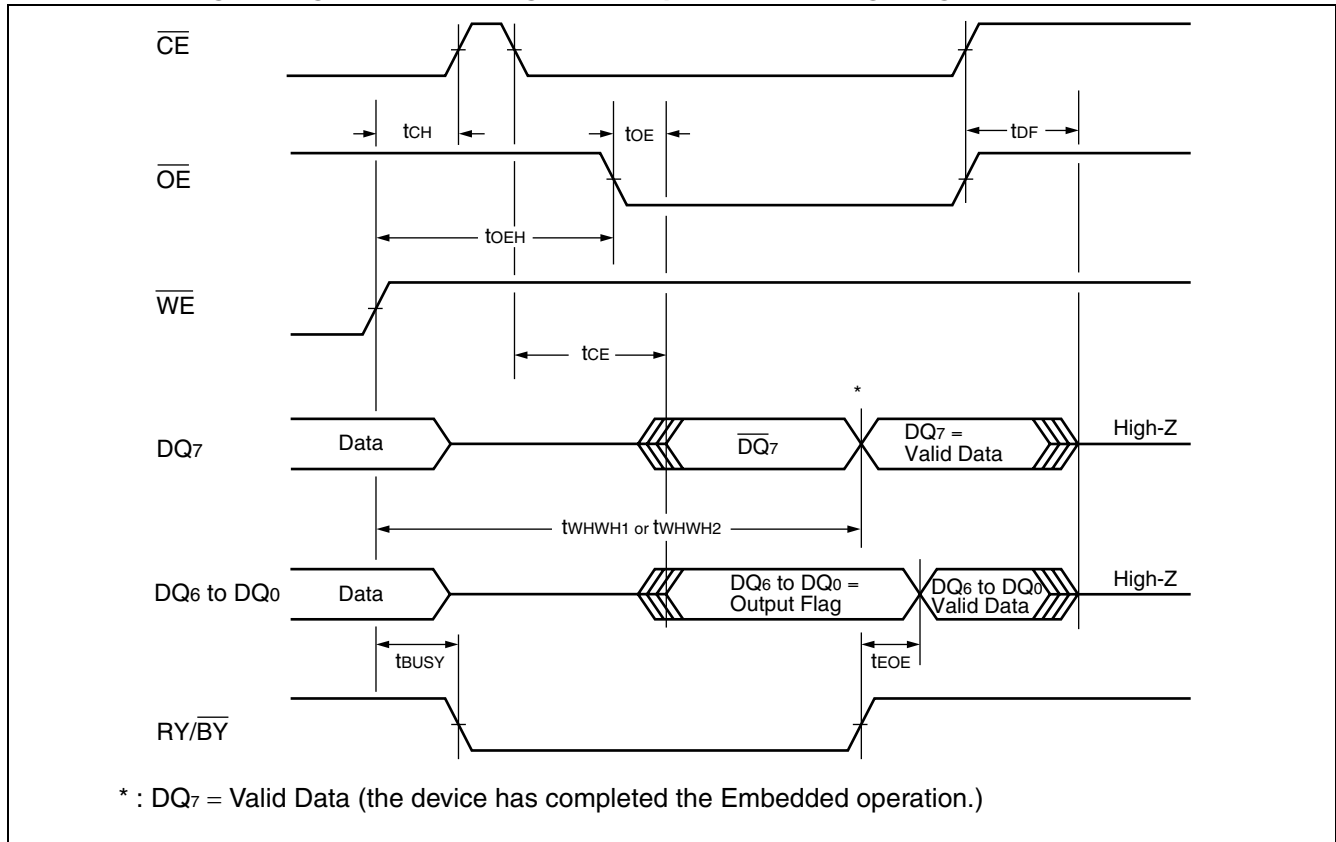 CE
tCH
tOE
tDF
OE
tOEH
WE
tCE
*
DQ7
Data
DQ7
DQ7 =
Valid Data
High-Z
tWHWH1 or tWHWH2
DQ6 to DQ0
Data
DQ6 to DQ0 =
Output Flag
DQ6 to DQ0
Valid Data
High-Z
tBUSY
tEOE
RY/BY
* : DQ7 = Valid Data (the device has completed the Embedded operation.)